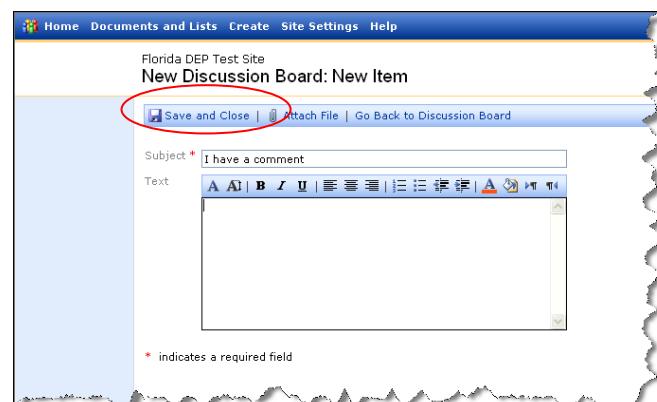 Home Documents and Lists Create Site Settings Help
Florida DEP Test Site
New Discussion Board: New Item
Save and Close | Attach File | Go Back to Discussion Board
Subject * I have a comment
Text
A A | B I U | A
* indicates a required field